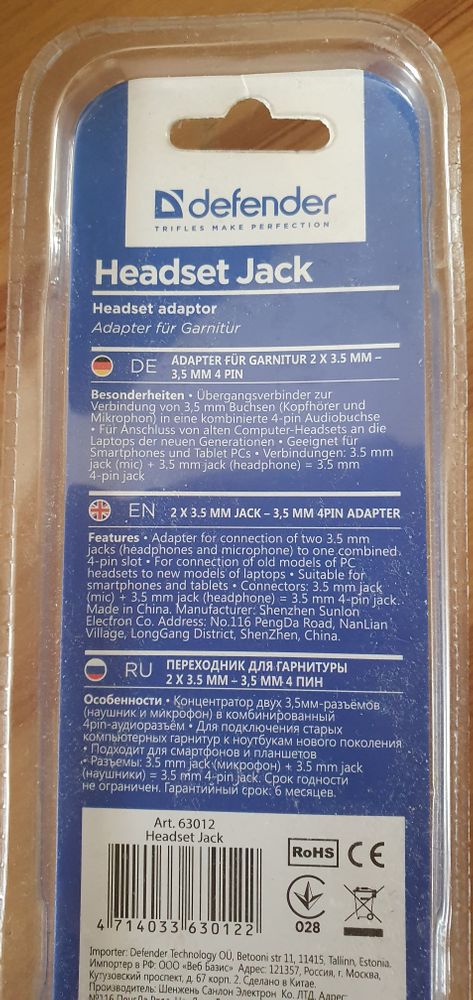 defender
TRIFLES MAKE PERFECTION
Headset Jack
Headset adaptor
Adapter für Garnitur
DE ADAPTER FÜR GARNITUR 2 X 3.5 MM –
3,5 MM 4 PIN
Besonderheiten • Übergangsverbinder zur
Verbindung von 3,5 mm Buchsen (Kopfhörer und
Mikrophon) in eine kombinierte 4-pin Audiobuchse
• Für Anschluss von alten Computer-Headsets an die
Laptops der neuen Generationen • Geeignet für
Smartphones und Tablet PCs • Verbindungen: 3.5 mm
jack (mic) + 3.5 mm jack (headphone) = 3.5 mm
4-pin jack
EN 2 X 3.5 MM JACK – 3,5 MM 4PIN ADAPTER
Features • Adapter for connection of two 3.5 mm
jacks (headphones and microphone) to one combined
4-pin slot • For connection of old models of PC
headsets to new models of laptops • Suitable for
smartphones and tablets • Connectors: 3.5 mm jack
(mic) + 3.5 mm jack (headphone) = 3.5 mm 4-pin jack.
Made in China. Manufacturer: Shenzhen Sunlon
Electron Co. Address: No.116 PengDa Road, NanLian
Village, LongGang District, ShenZhen, China.
RU ПЕРЕХОДНИК ДЛЯ ГАРНИТУРЫ
2 X 3.5 MM – 3,5 MM 4 ПИН
Особенности • Концентратор двух 3,5мм-разъёмов
(наушник и микрофон) в комбинированный
4pin-аудиоразъём • Для подключения старых
компьютерных гарнитур к ноутбукам нового поколения
• Подходит для смартфонов и планшетов
• Разъемы: 3.5 мм jack (микрофон) + 3.5 мм jack
(наушники) = 3.5 мм 4-pin jack. Срок годности
не ограничен. Гарантийный срок: 6 месяцев.
Art. 63012
Headset Jack
4 714033 630122
RoHS CE
028
Importer: Defender Technology OÜ, Betooni str 11, 11415, Tallinn, Estonia.
Импортер в РФ: ООО «Веб Базис» Адрес: 121357, Россия, г. Москва,
Кутузовский проспект, д. 67 корп. 2. Сделано в Китае.
Производитель: Шенжень Санлон Электрон Ко. ЛТД. Адрес: